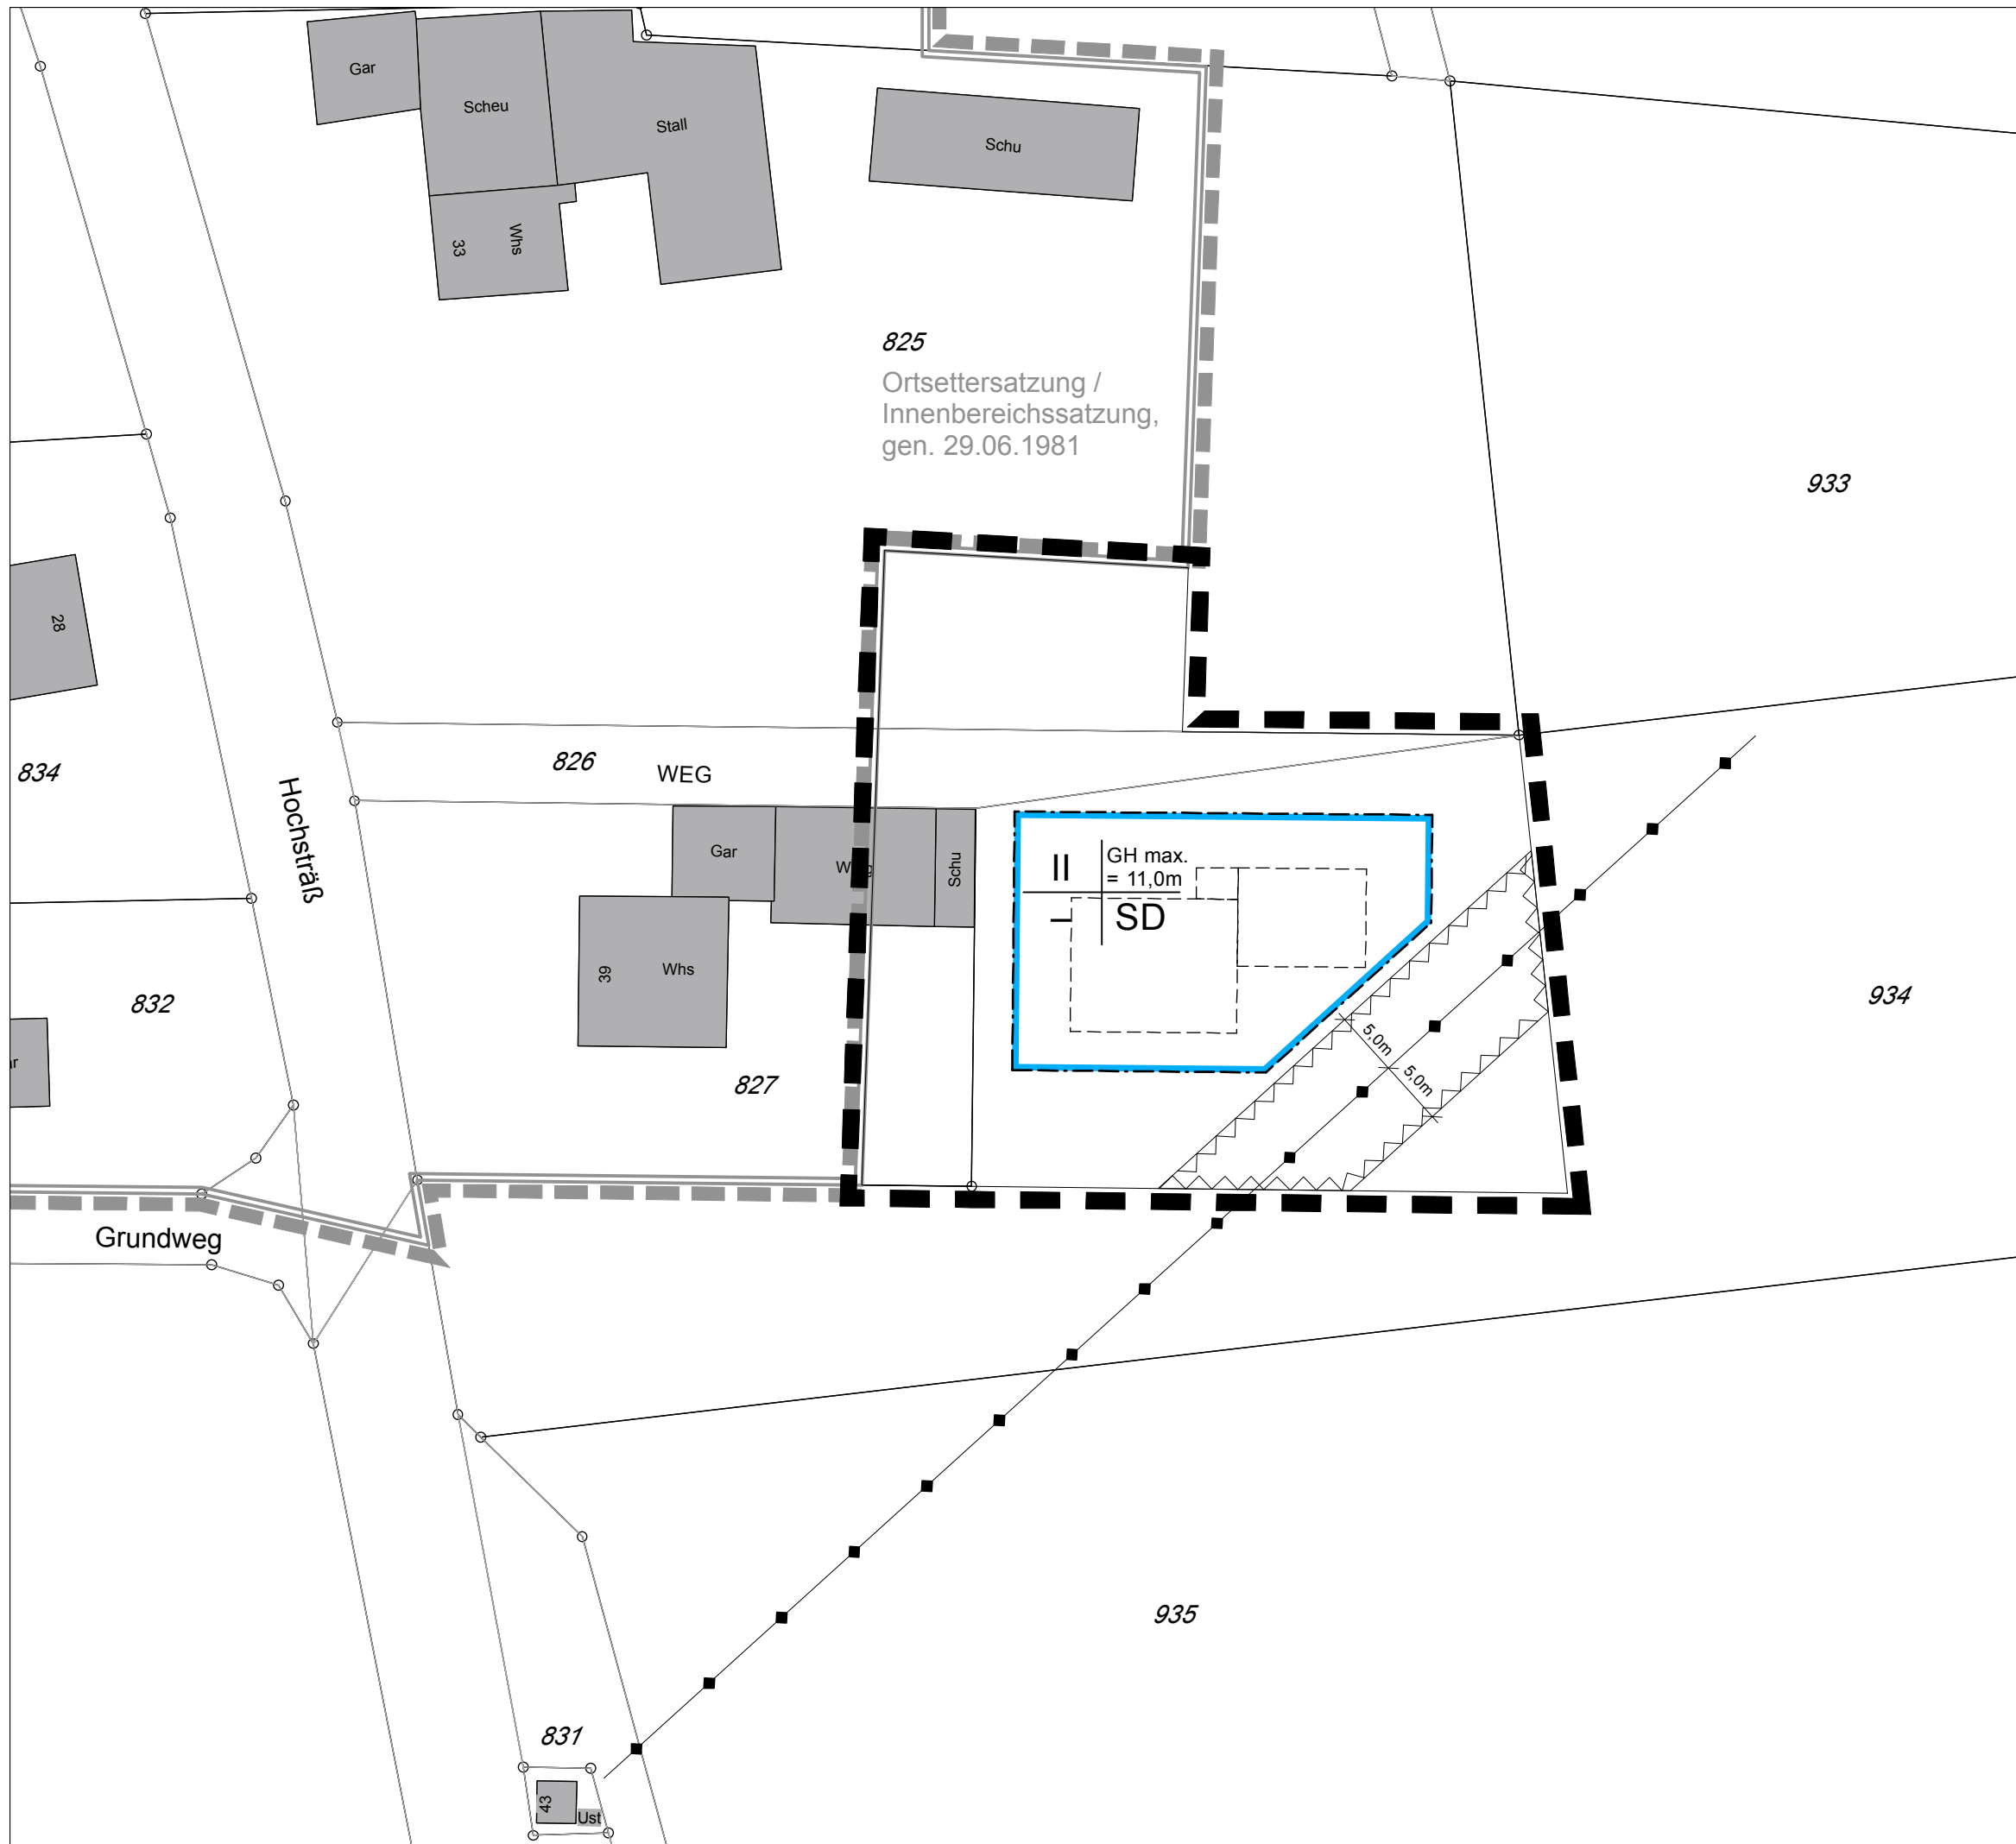 Gar
Scheu
Stall
Schu
33
Whs
825
Ortsettersatzung /
Innenbereichssatzung,
gen. 29.06.1981
933
28
834
826
WEG
Hochsträß
Gar
Schu
II
GH max.
= 11,0m
–
SD
39
Whs
832
934
827
5,0m
5,0m
Grundweg
935
831
43
Ust